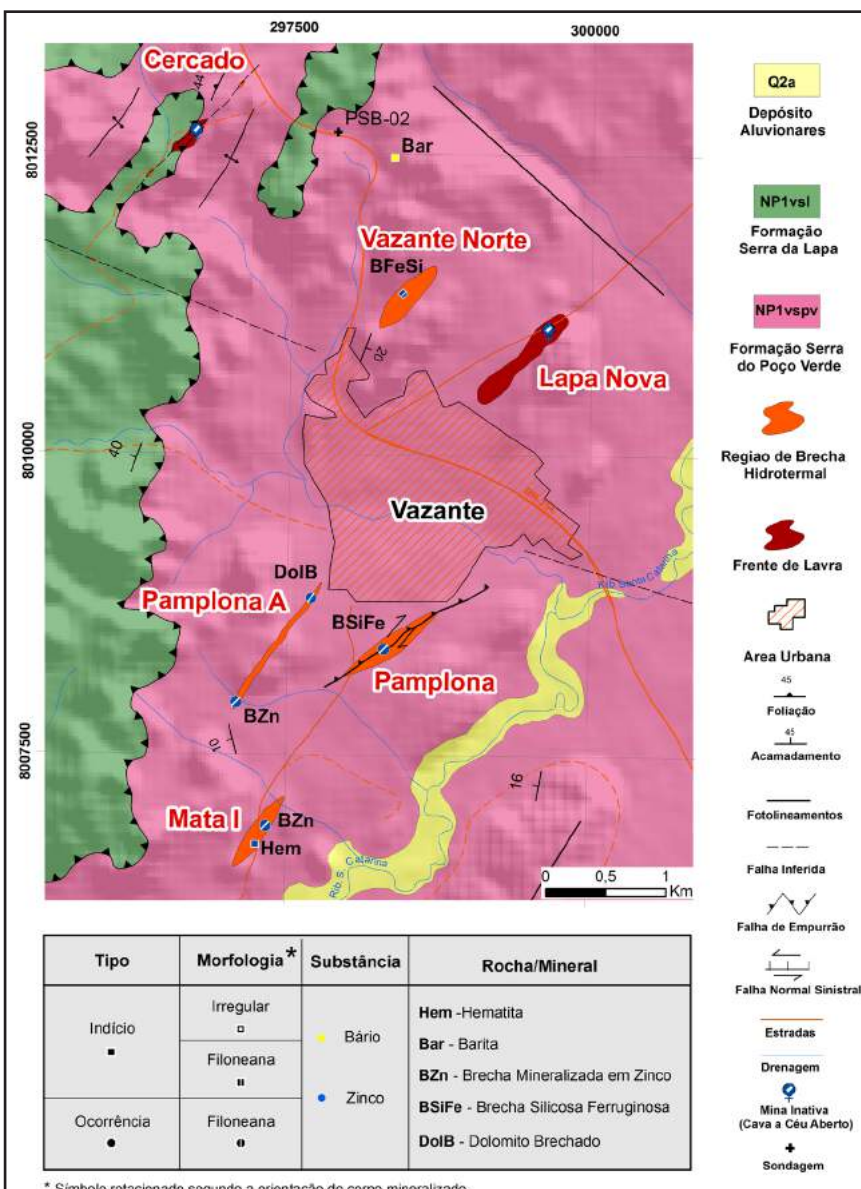 297500
300000
8012500
8010000
8007500
Cercado
44
PSB-02
Bar
Vazante Norte
BFeSi
20
Lapa Nova
40
Vazante
DolB
Pamplona A
BSiFe
Rib. Santa Catarina
Pamplona
BZn
10
16
Mata I
BZn
Hem
Rib. S. Catarina
0 0,5 1
Km
Q2a
Depósito
Aluvionares
NP1vsl
Formação
Serra da Lapa
NP1vspv
Formação Serra
do Poço Verde
Regiao de Brecha
Hidrotermal
Frente de Lavra
Area Urbana
45
Foliação
45
Acamadamento
Fotolineamentos
Falha Inferida
Falha de Empurrão
Falha Normal Sinistral
Estradas
Drenagem
Mina Inativa
(Cava a Céu Aberto)
Sondagem
Tipo
Morfologia*
Substância
Rocha/Mineral
Indício
Irregular
Filoneana
Ocorrência
Filoneana
Bário
Zinco
Hem -Hematita
Bar - Barita
BZn - Brecha Mineralizada em Zinco
BSiFe - Brecha Silicosa Ferruginosa
DolB - Dolomito Brechado
* Símbolo rotacionado segundo a orientação do corpo mineralizado